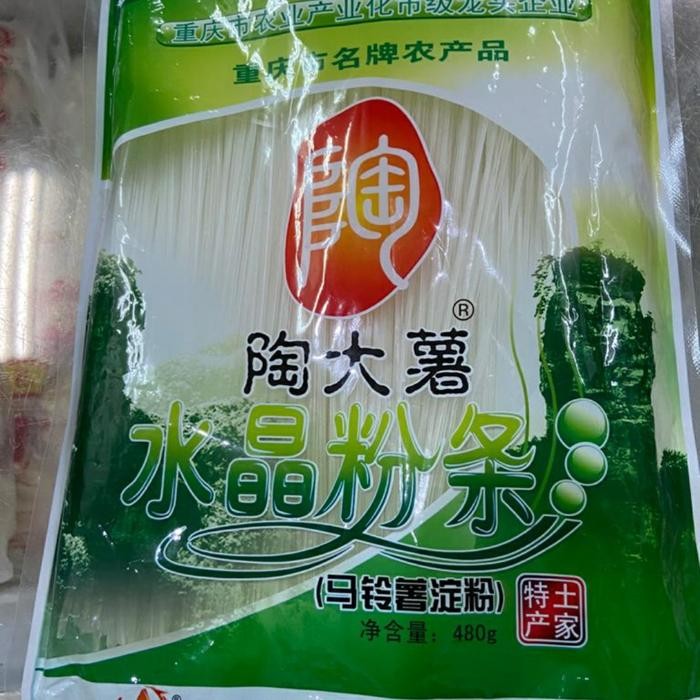 重庆市农业产业化市级龙头企业
重庆市名牌农产品
陶
®
陶大薯
水晶粉条
(马铃薯淀粉)
净含量：480g
土家特产
®